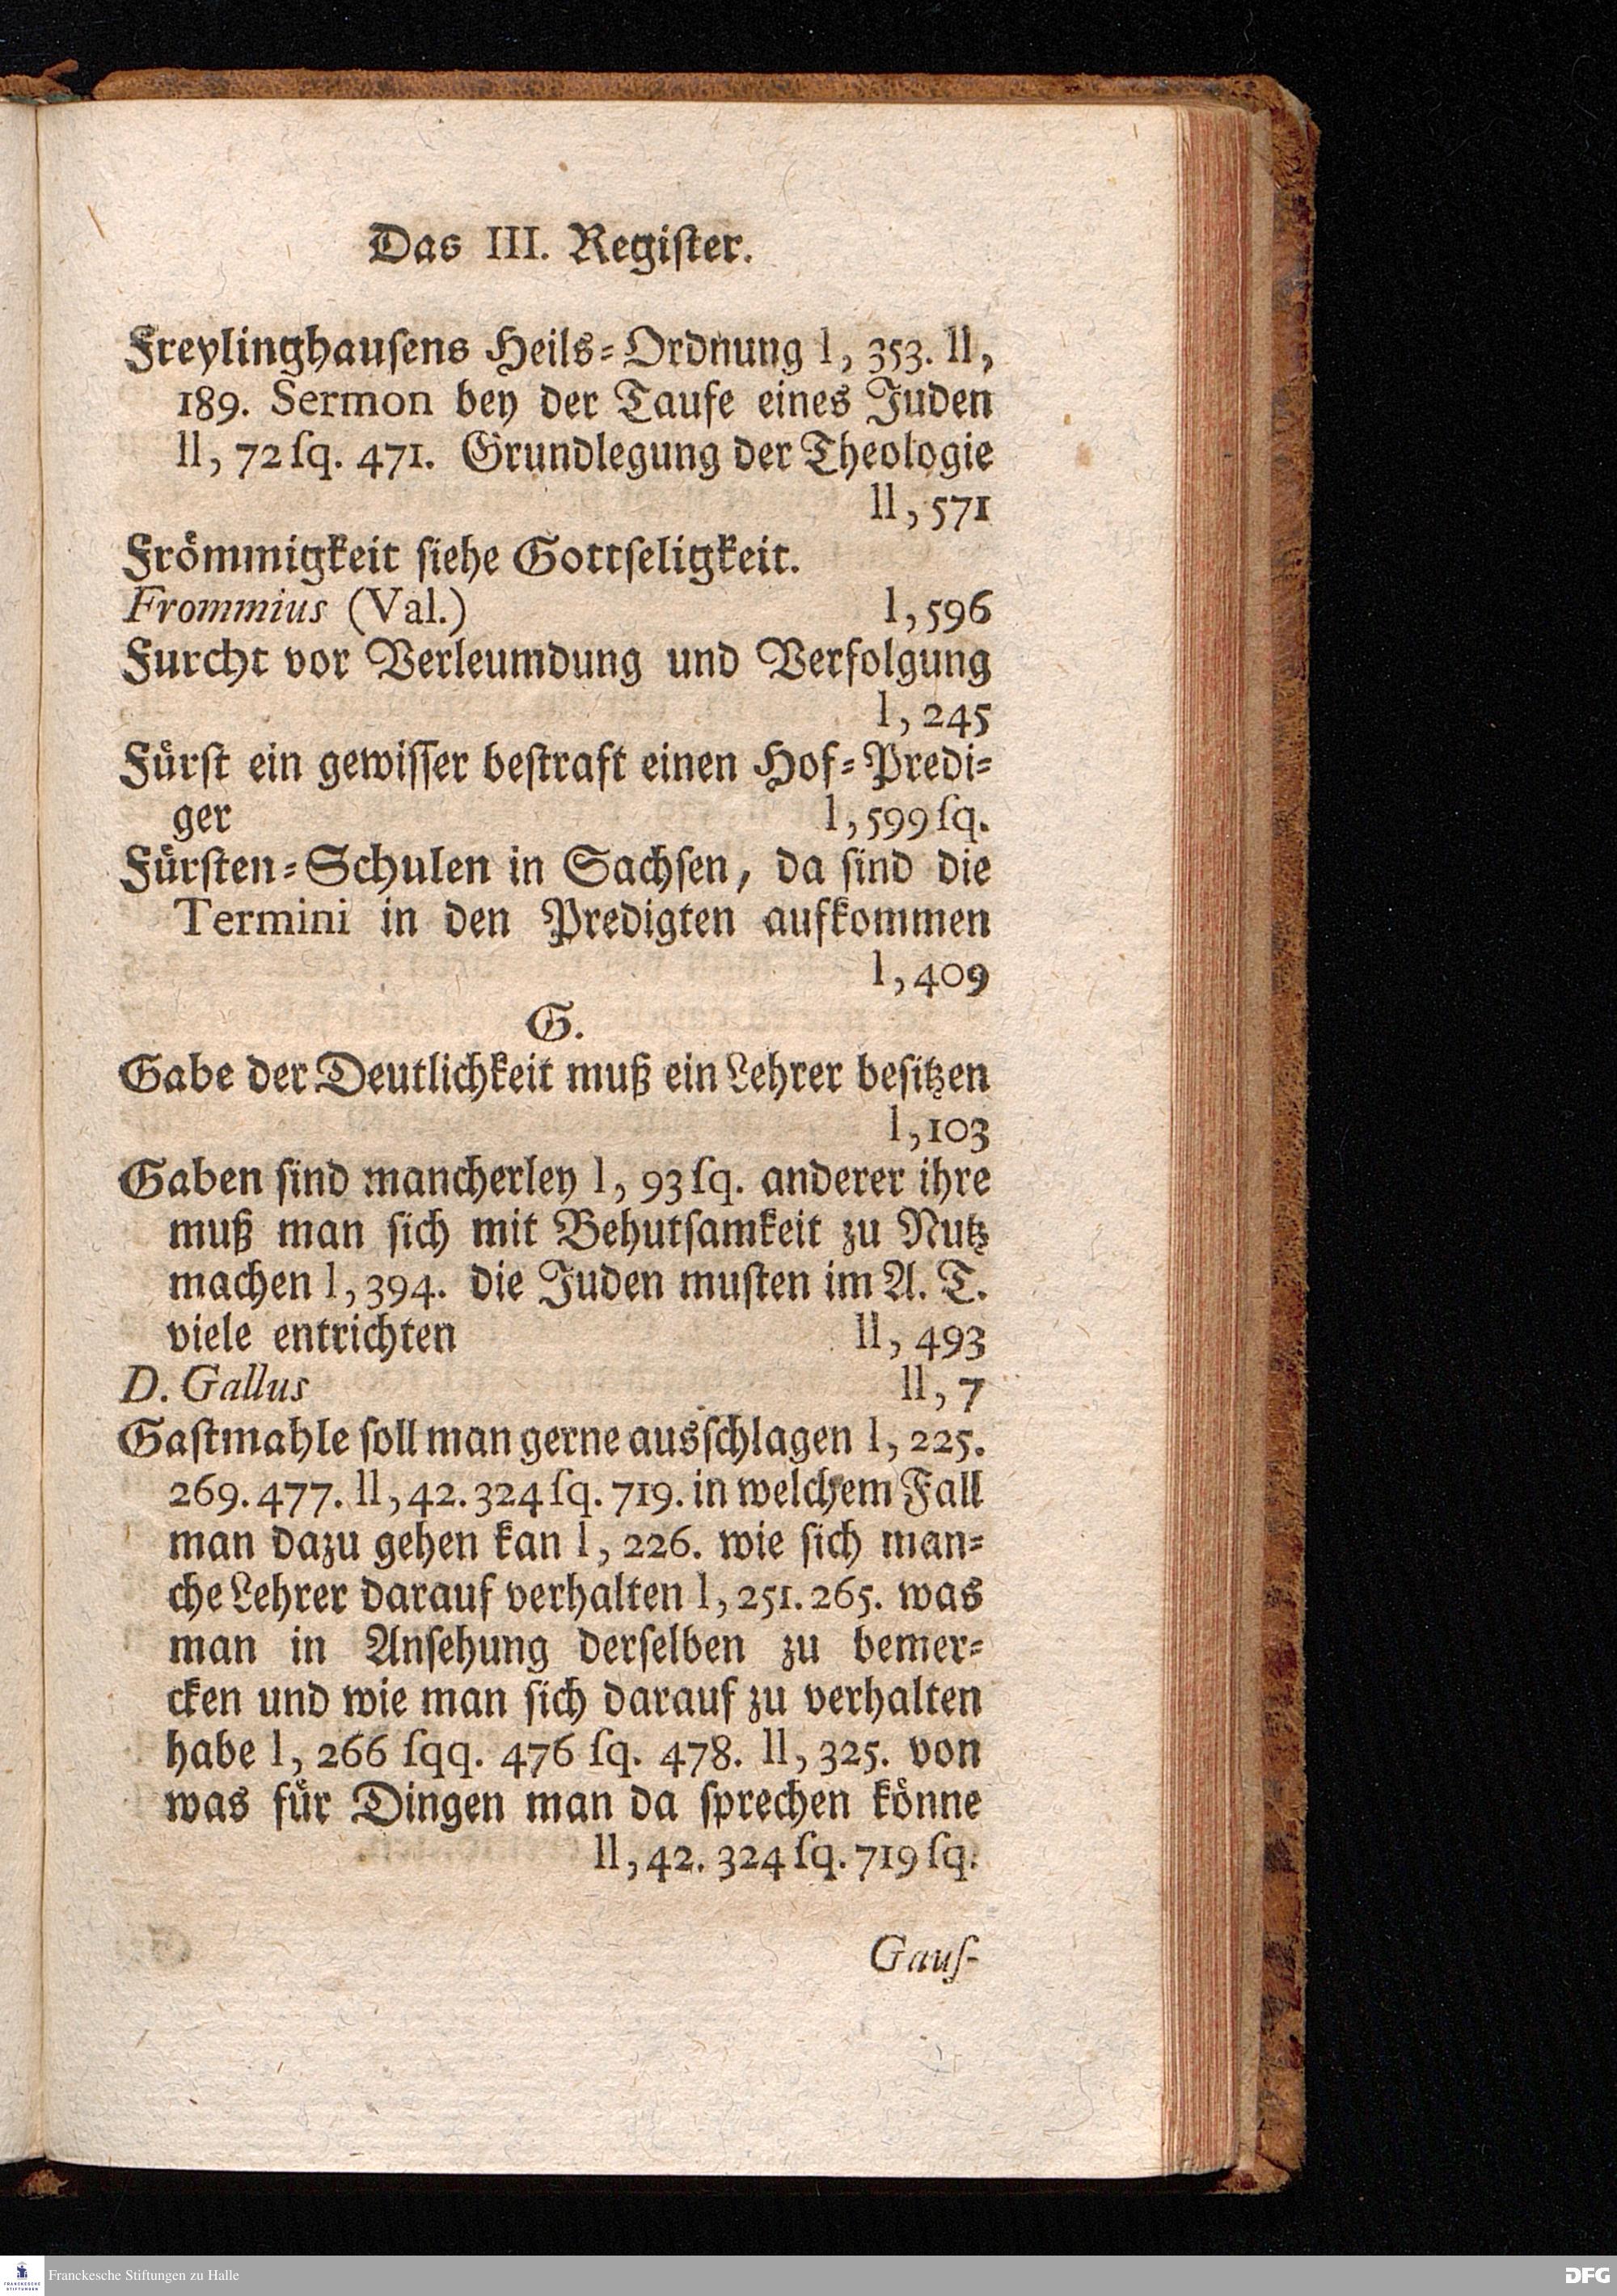 Das III. Regiſter.
Freylinghauſens Heils-Ordnung l, 353. ll,
189. Sermon bey der Taufe eines Juden
ll, 72 ſq. 471. Grundlegung der Theologie
ll, 571
Frömmigkeit ſiehe Gottſeligkeit.
Frommius (Val.) l, 596
Furcht vor Verleumdung und Verfolgung
l, 245
Fürſt ein gewiſſer beſtraft einen Hof-Predi-
ger l, 599 ſq.
Fürſten-Schulen in Sachſen, da ſind die
Termini in den Predigten aufkommen
l, 409
G.
Gabe der Deutlichkeit muß ein Lehrer beſitzen
l, 103
Gaben ſind mancherley l, 93 ſq. anderer ihre
muß man ſich mit Behutſamkeit zu Nutz
machen l, 394. die Juden muſten im A. T.
viele entrichten ll, 493
D. Gallus ll, 7
Gaſtmahle ſoll man gerne ausſchlagen l, 225.
269. 477. ll, 42. 324 ſq. 719. in welchem Fall
man dazu gehen kan l, 226. wie ſich man-
che Lehrer darauf verhalten l, 251. 265. was
man in Anſehung derſelben zu bemer-
cken und wie man ſich darauf zu verhalten
habe l, 266 ſqq. 476 ſq. 478. ll, 325. von
was für Dingen man da ſprechen könne
ll, 42. 324 ſq. 719 ſq.
Gauſ-
FRANCKESCHE
STIFTUNGEN
Franckesche Stiftungen zu Halle
DFG